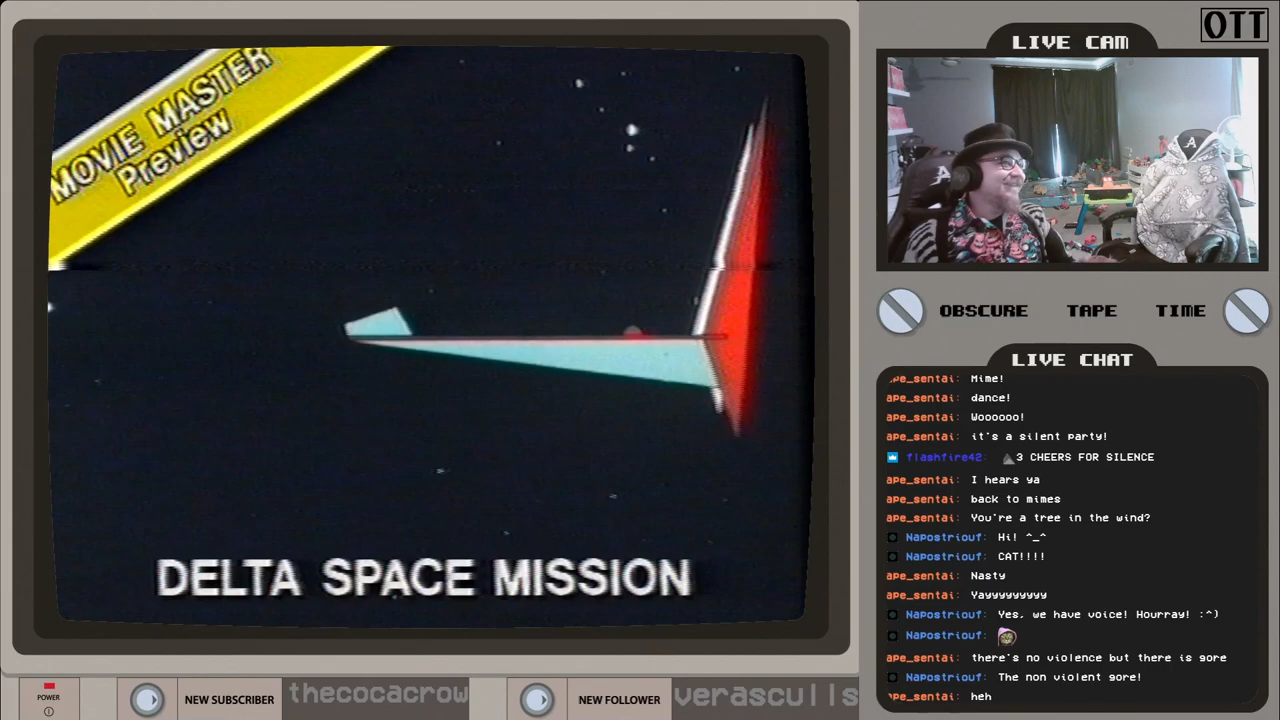 MOVIE MASTER
Preview
DELTA SPACE MISSION
OTT
LIVE CAM
A
A
OBSCURE TAPE TIME
LIVE CHAT
ape_sentai: Mime!
ape_sentai: dance!
ape_sentai: Woooooo!
ape_sentai: it's a silent party!
flashfire42: 3 CHEERS FOR SILENCE
ape_sentai: I hears ya
ape_sentai: back to mimes
ape_sentai: You're a tree in the wind?
Napostriouf: Hi! ^_^
Napostriouf: CAT!!!!
ape_sentai: Nasty
ape_sentai: Yayyyyyyyyy
Napostriouf: Yes, we have voice! Hourray! :^)
Napostriouf:
ape_sentai: there's no violence but there is gore
Napostriouf: The non violent gore!
ape_sentai: heh
POWER
NEW SUBSCRIBER
thecocacrow
NEW FOLLOWER
verasculls